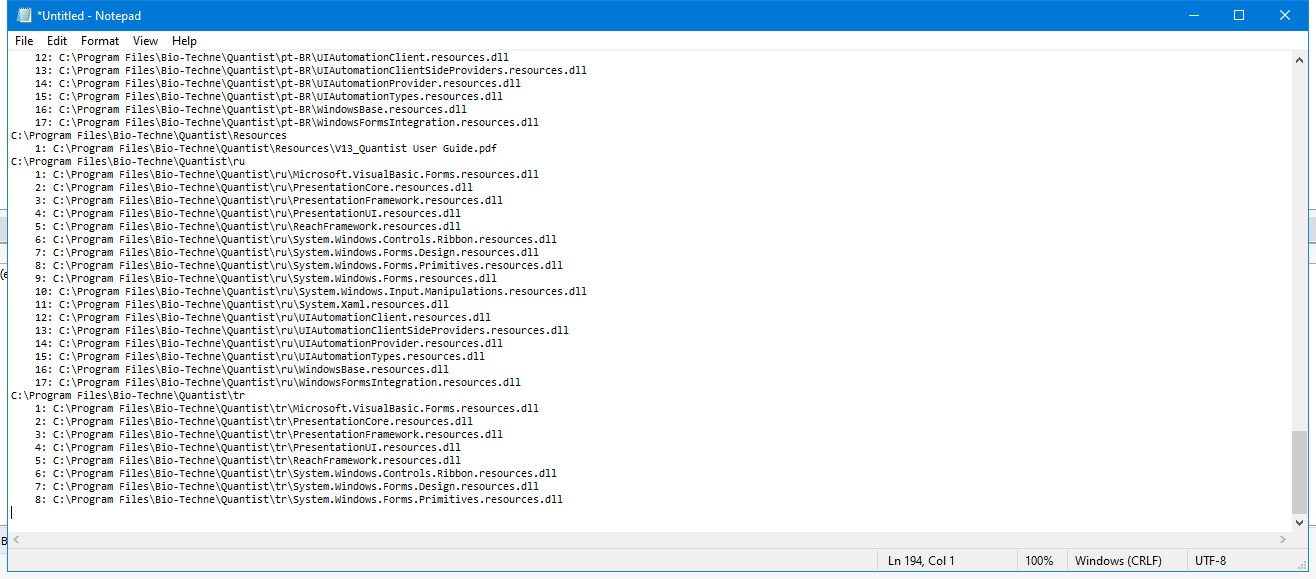 *Untitled - Notepad
File Edit Format View Help
12: C:\Program Files\Bio-Techne\Quantist\pt-BR\UIAutomationClient.resources.dll
13: C:\Program Files\Bio-Techne\Quantist\pt-BR\UIAutomationClientSideProviders.resources.dll
14: C:\Program Files\Bio-Techne\Quantist\pt-BR\UIAutomationProvider.resources.dll
15: C:\Program Files\Bio-Techne\Quantist\pt-BR\UIAutomationTypes.resources.dll
16: C:\Program Files\Bio-Techne\Quantist\pt-BR\WindowsBase.resources.dll
17: C:\Program Files\Bio-Techne\Quantist\pt-BR\WindowsFormsIntegration.resources.dll
C:\Program Files\Bio-Techne\Quantist\Resources
1: C:\Program Files\Bio-Techne\Quantist\Resources\V13_Quantist User Guide.pdf
C:\Program Files\Bio-Techne\Quantist\ru
1: C:\Program Files\Bio-Techne\Quantist\ru\Microsoft.VisualBasic.Forms.resources.dll
2: C:\Program Files\Bio-Techne\Quantist\ru\PresentationCore.resources.dll
3: C:\Program Files\Bio-Techne\Quantist\ru\PresentationFramework.resources.dll
4: C:\Program Files\Bio-Techne\Quantist\ru\PresentationUI.resources.dll
5: C:\Program Files\Bio-Techne\Quantist\ru\ReachFramework.resources.dll
6: C:\Program Files\Bio-Techne\Quantist\ru\System.Windows.Controls.Ribbon.resources.dll
7: C:\Program Files\Bio-Techne\Quantist\ru\System.Windows.Forms.Design.resources.dll
8: C:\Program Files\Bio-Techne\Quantist\ru\System.Windows.Forms.Primitives.resources.dll
9: C:\Program Files\Bio-Techne\Quantist\ru\System.Windows.Forms.resources.dll
10: C:\Program Files\Bio-Techne\Quantist\ru\System.Windows.Input.Manipulations.resources.dll
11: C:\Program Files\Bio-Techne\Quantist\ru\System.Xaml.resources.dll
12: C:\Program Files\Bio-Techne\Quantist\ru\UIAutomationClient.resources.dll
13: C:\Program Files\Bio-Techne\Quantist\ru\UIAutomationClientSideProviders.resources.dll
14: C:\Program Files\Bio-Techne\Quantist\ru\UIAutomationProvider.resources.dll
15: C:\Program Files\Bio-Techne\Quantist\ru\UIAutomationTypes.resources.dll
16: C:\Program Files\Bio-Techne\Quantist\ru\WindowsBase.resources.dll
17: C:\Program Files\Bio-Techne\Quantist\ru\WindowsFormsIntegration.resources.dll
C:\Program Files\Bio-Techne\Quantist\tr
1: C:\Program Files\Bio-Techne\Quantist\tr\Microsoft.VisualBasic.Forms.resources.dll
2: C:\Program Files\Bio-Techne\Quantist\tr\PresentationCore.resources.dll
3: C:\Program Files\Bio-Techne\Quantist\tr\PresentationFramework.resources.dll
4: C:\Program Files\Bio-Techne\Quantist\tr\PresentationUI.resources.dll
5: C:\Program Files\Bio-Techne\Quantist\tr\ReachFramework.resources.dll
6: C:\Program Files\Bio-Techne\Quantist\tr\System.Windows.Controls.Ribbon.resources.dll
7: C:\Program Files\Bio-Techne\Quantist\tr\System.Windows.Forms.Design.resources.dll
8: C:\Program Files\Bio-Techne\Quantist\tr\System.Windows.Forms.Primitives.resources.dll
Ln 194, Col 1 100% Windows (CRLF) UTF-8